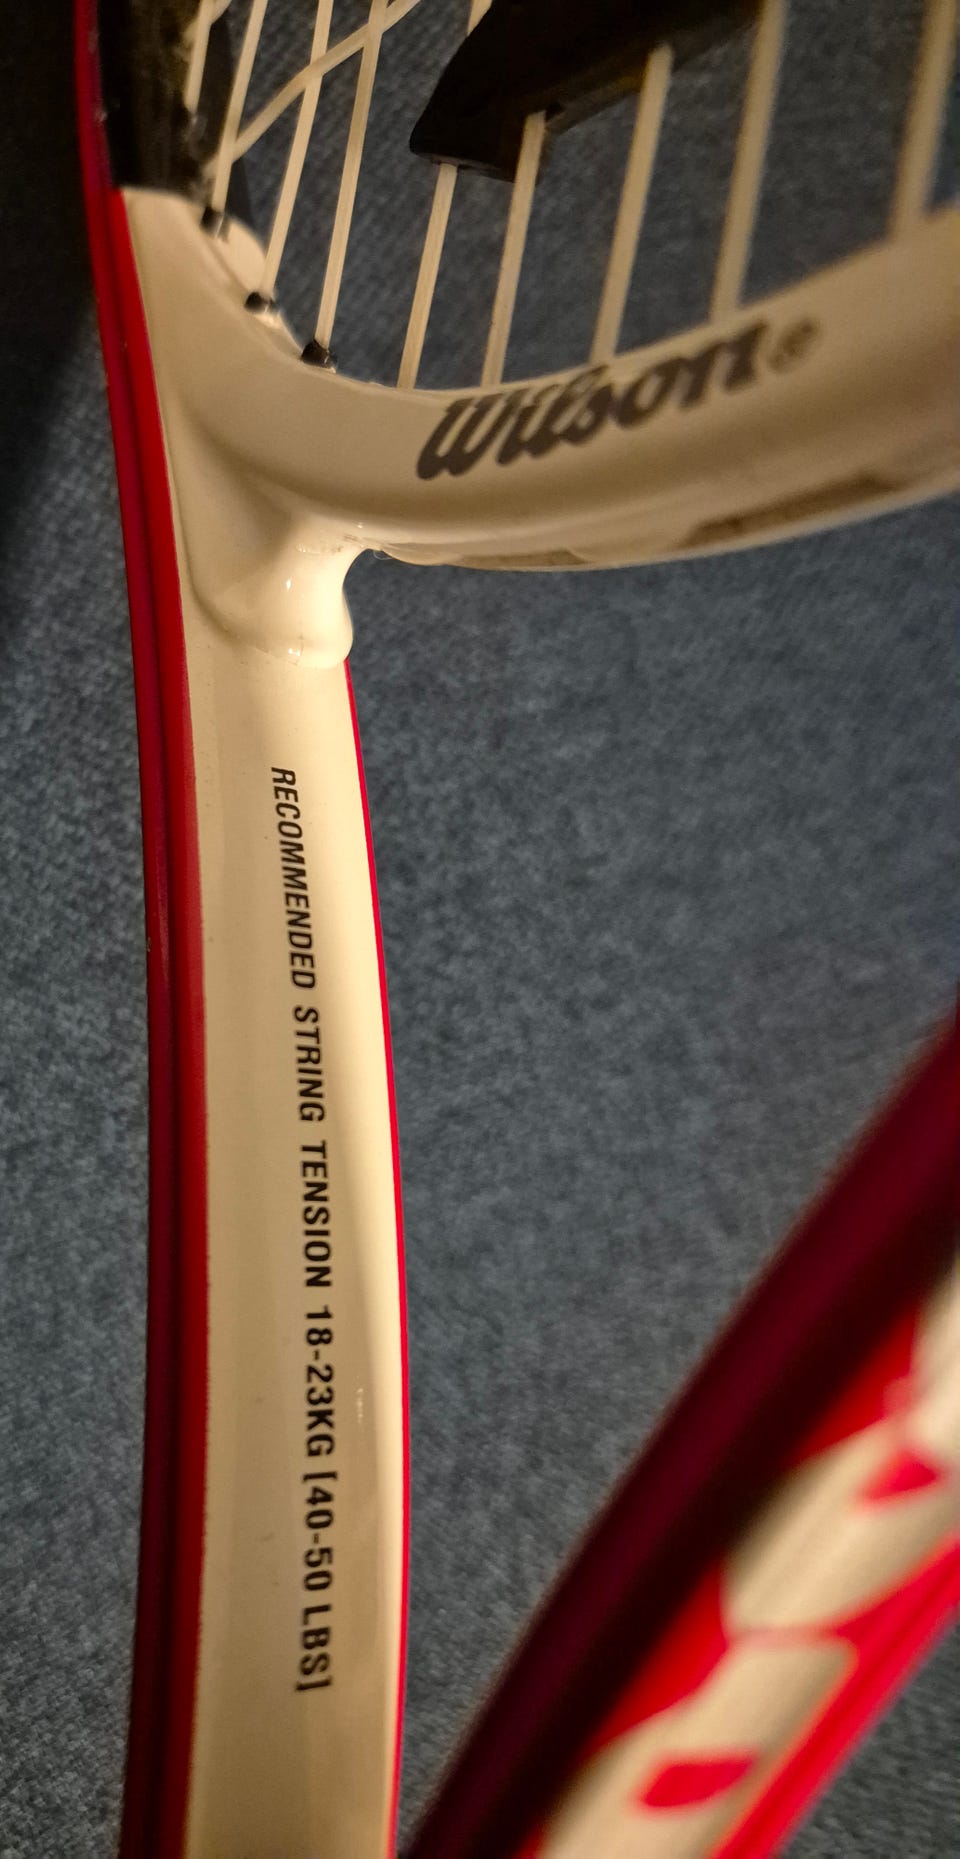 Wilson®
RECOMMENDED STRING TENSION 18-23KG [40-50 LBS]